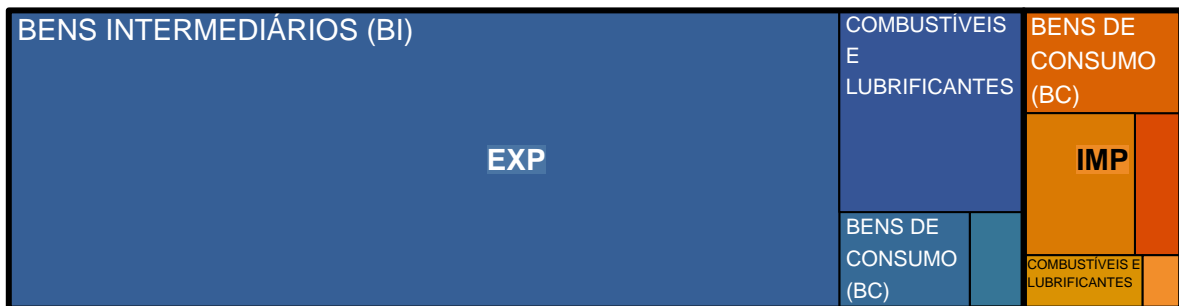 BENS INTERMEDIÁRIOS (BI)
EXP
COMBUSTÍVEIS
E
LUBRIFICANTES
BENS DE
CONSUMO
(BC)
BENS DE
CONSUMO
(BC)
IMP
COMBUSTÍVEIS E
LUBRIFICANTES